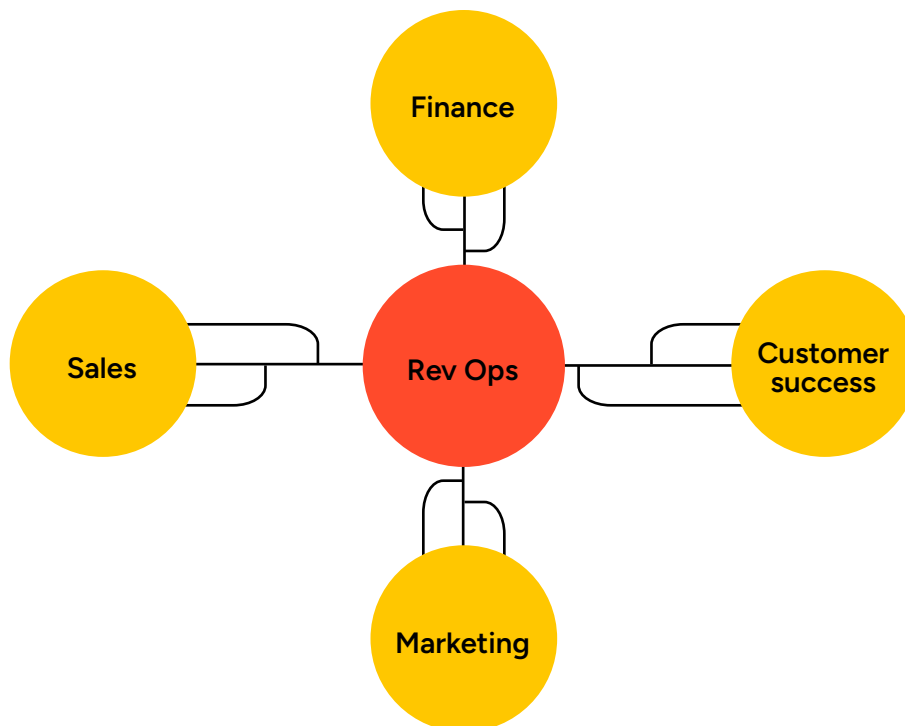 Finance
Sales
Rev Ops
Customer
success
Marketing